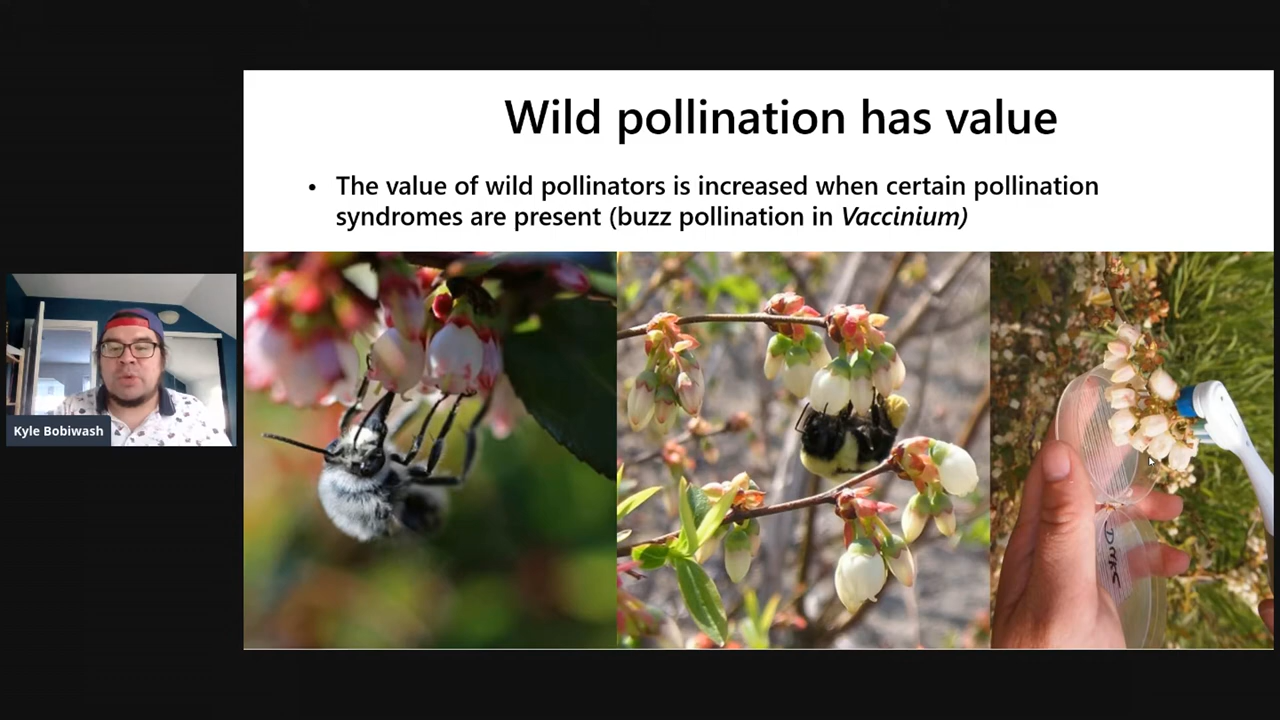 Wild pollination has value
• The value of wild pollinators is increased when certain pollination
syndromes are present (buzz pollination in Vaccinium)
Kyle Bobiwash